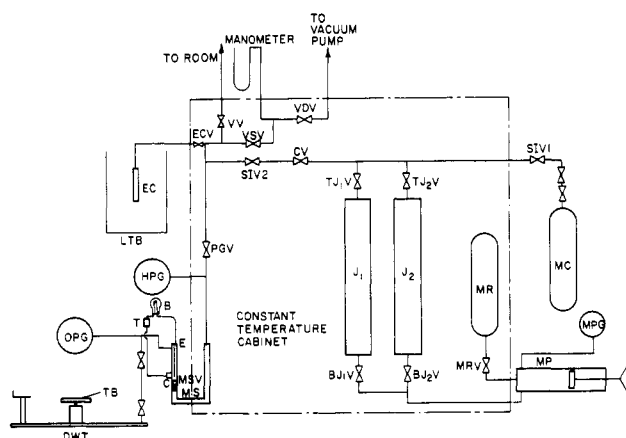 TO
VACUUM
PUMP
MANOMETER
TO ROOM
VDV
VV
ECV
VSV
CV
SIV1
SIV2
EC
TJ₁V
TJ₂V
LTB
PGV
HPG
J₁
J₂
MR
MC
B
T
CONSTANT
TEMPERATURE
CABINET
OPG
E
MPG
MSV
C
MS
MRV
MP
BJ₁V
BJ₂V
TB
DWT